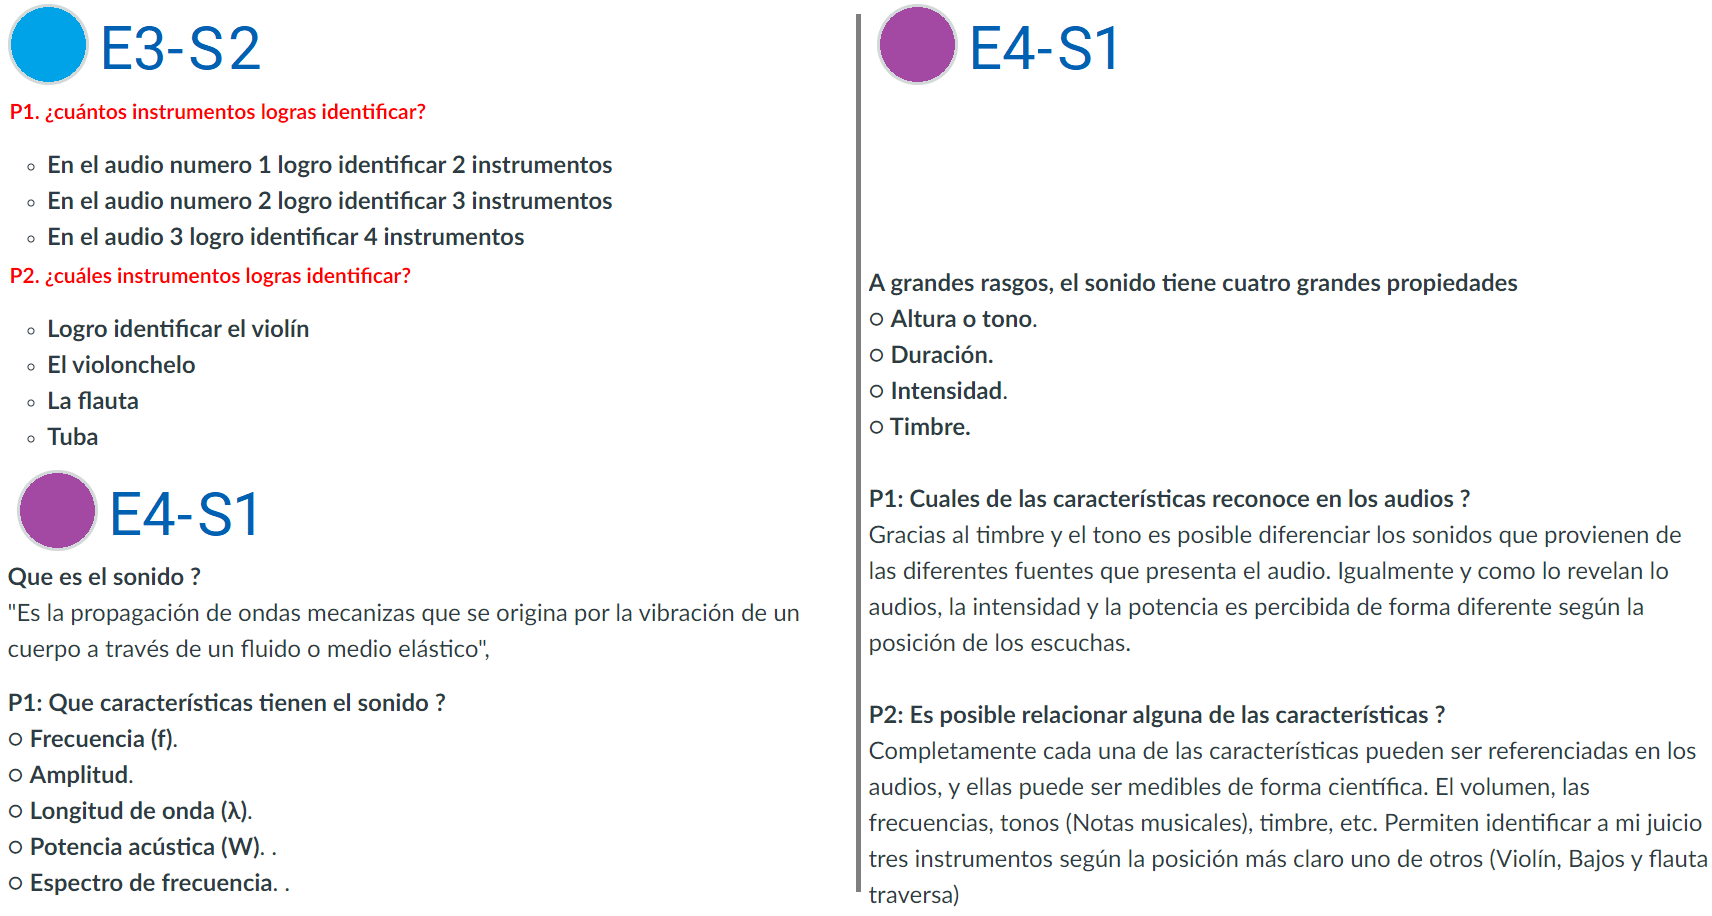 E3-S2
P1. ¿cuántos instrumentos logras identificar?
En el audio numero 1 logro identificar 2 instrumentos
En el audio numero 2 logro identificar 3 instrumentos
En el audio 3 logro identificar 4 instrumentos
P2. ¿cuáles instrumentos logras identificar?
Logro identificar el violín
El violonchelo
La flauta
Tuba
E4-S1
Que es el sonido ?
"Es la propagación de ondas mecanizas que se origina por la vibración de un
cuerpo a través de un fluido o medio elástico",
P1: Que características tienen el sonido ?
Frecuencia (f).
Amplitud.
Longitud de onda (λ).
Potencia acústica (W). .
Espectro de frecuencia. .
E4-S1
A grandes rasgos, el sonido tiene cuatro grandes propiedades
Altura o tono.
Duración.
Intensidad.
Timbre.
P1: Cuales de las características reconoce en los audios ?
Gracias al timbre y el tono es posible diferenciar los sonidos que provienen de
las diferentes fuentes que presenta el audio. Igualmente y como lo revelan lo
audios, la intensidad y la potencia es percibida de forma diferente según la
posición de los escuchas.
P2: Es posible relacionar alguna de las características ?
Completamente cada una de las características pueden ser referenciadas en los
audios, y ellas puede ser medibles de forma científica. El volumen, las
frecuencias, tonos (Notas musicales), timbre, etc. Permiten identificar a mi juicio
tres instrumentos según la posición más claro uno de otros (Violín, Bajos y flauta
traversa)